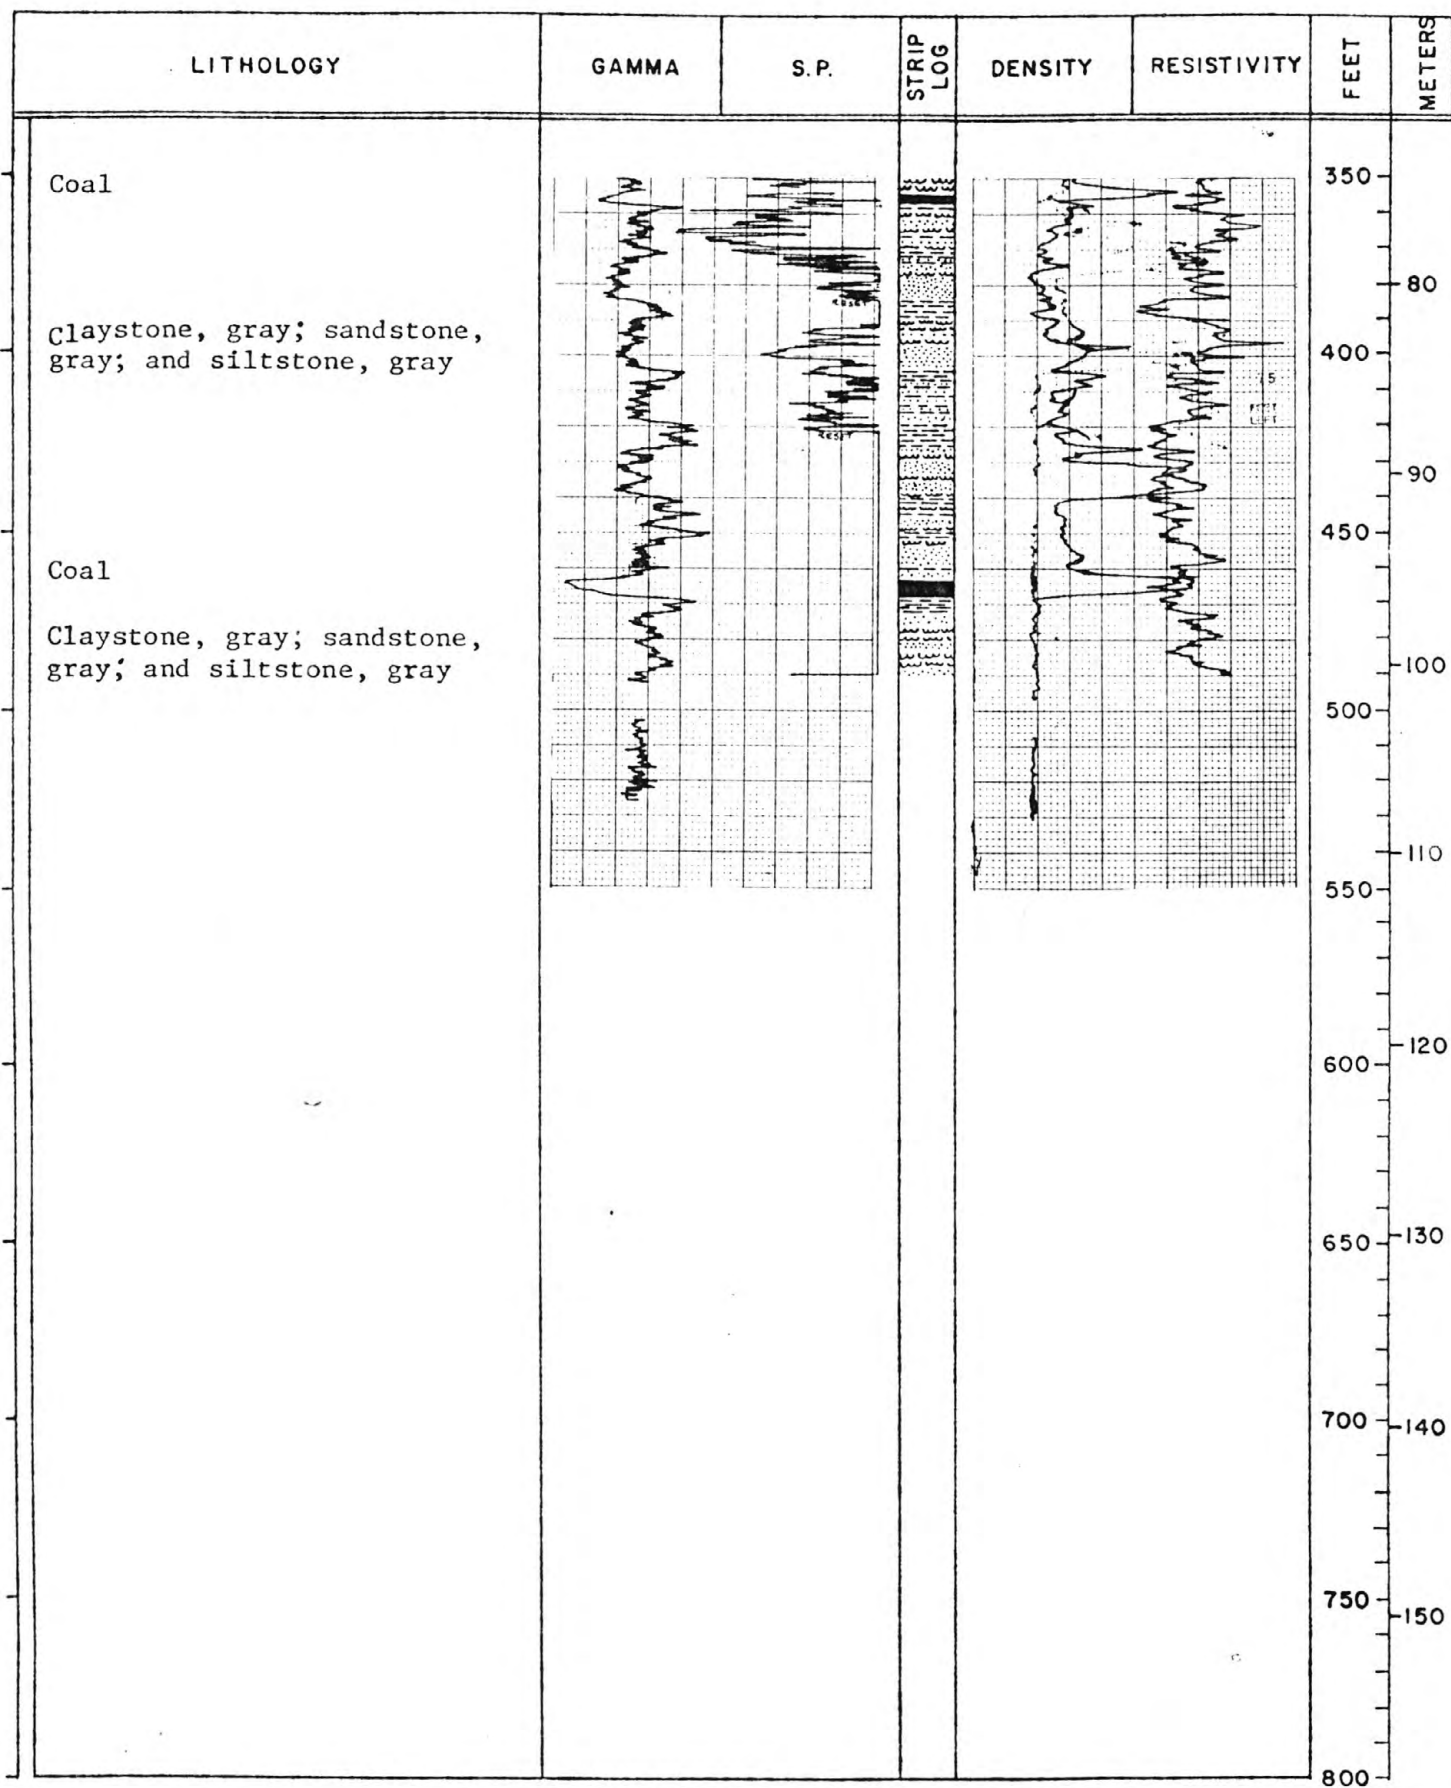 LITHOLOGY
GAMMA
S.P.
STRIP LOG
DENSITY
RESISTIVITY
FEET
METERS
Coal
Claystone, gray; sandstone,
gray; and siltstone, gray
Coal
Claystone, gray; sandstone,
gray; and siltstone, gray
RESET
RESET
350
400
450
500
550
600
650
700
750
800
80
90
100
110
120
130
140
150